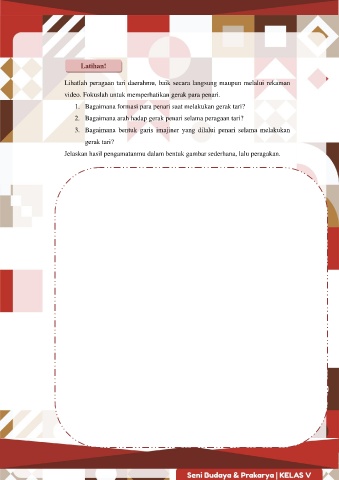 Latihan!
Lihatlah peragaan tari daerahmu, baik secara langsung maupun melalui rekaman
video. Fokuslah untuk memperhatikan gerak para penari.
1. Bagaimana formasi para penari saat melakukan gerak tari?
2. Bagaimana arah hadap gerak penari selama peragaan tari?
3. Bagaimana bentuk garis imajiner yang dilalui penari selama melakukan
gerak tari?
Jelaskan hasil pengamatanmu dalam bentuk gambar sederhana, lalu peragakan.
Seni Budaya & Prakarya | KELAS V